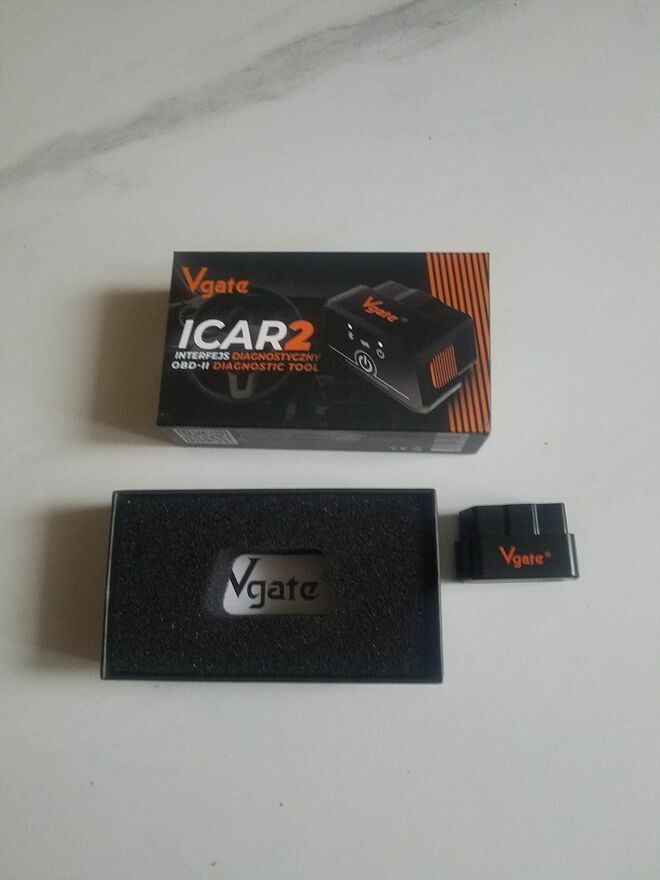 Vgate
ICAR2
INTERFEJS DIAGNOSTYCZNY
OBD-II DIAGNOSTIC TOOL
Vgate®
Vgate®
Vgate®